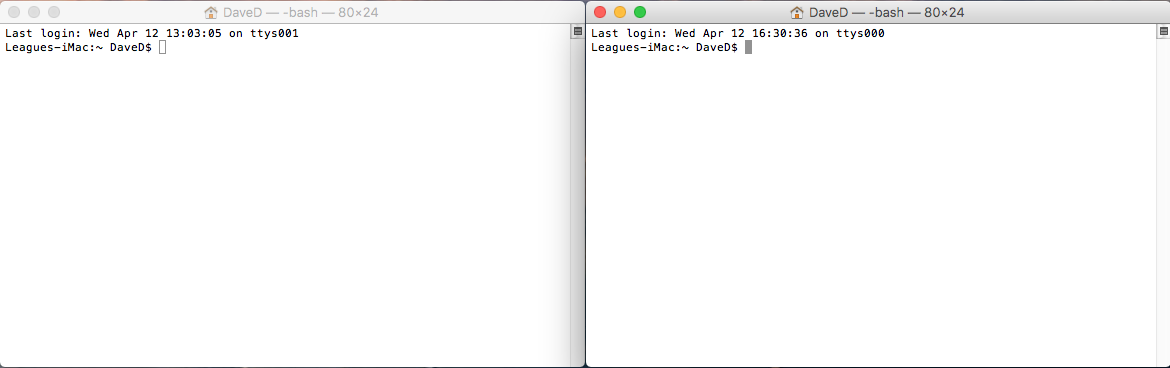 DaveD — -bash — 80×24
Last login: Wed Apr 12 13:03:05 on ttys001
Leagues-iMac:~ DaveD$
DaveD — -bash — 80×24
Last login: Wed Apr 12 16:30:36 on ttys000
Leagues-iMac:~ DaveD$